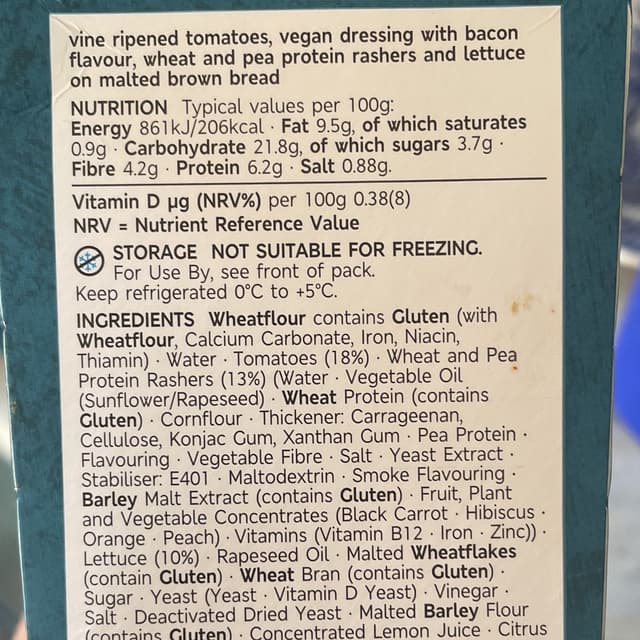 vine ripened tomatoes, vegan dressing with bacon
flavour, wheat and pea protein rashers and lettuce
on malted brown bread
NUTRITION Typical values per 100g:
Energy 861kJ/206kcal · Fat 9.5g, of which saturates
0.9g · Carbohydrate 21.8g, of which sugars 3.7g ·
Fibre 4.2g · Protein 6.2g · Salt 0.88g.
Vitamin D µg (NRV%) per 100g 0.38(8)
NRV = Nutrient Reference Value
STORAGE NOT SUITABLE FOR FREEZING.
For Use By, see front of pack.
Keep refrigerated 0°C to +5°C.
INGREDIENTS Wheatflour contains Gluten (with
Wheatflour, Calcium Carbonate, Iron, Niacin,
Thiamin) · Water · Tomatoes (18%) · Wheat and Pea
Protein Rashers (13%) (Water · Vegetable Oil
(Sunflower/Rapeseed) · Wheat Protein (contains
Gluten) · Cornflour · Thickener: Carrageenan,
Cellulose, Konjac Gum, Xanthan Gum · Pea Protein ·
Flavouring · Vegetable Fibre · Salt · Yeast Extract ·
Stabiliser: E401 · Maltodextrin · Smoke Flavouring ·
Barley Malt Extract (contains Gluten) · Fruit, Plant
and Vegetable Concentrates (Black Carrot · Hibiscus ·
Orange · Peach) · Vitamins (Vitamin B12 · Iron · Zinc)) ·
Lettuce (10%) · Rapeseed Oil · Malted Wheatflakes
(contain Gluten) · Wheat Bran (contains Gluten) ·
Sugar · Yeast (Yeast · Vitamin D Yeast) · Vinegar ·
Salt · Deactivated Dried Yeast · Malted Barley Flour
(contains Gluten) · Concentrated Lemon Juice · Citrus